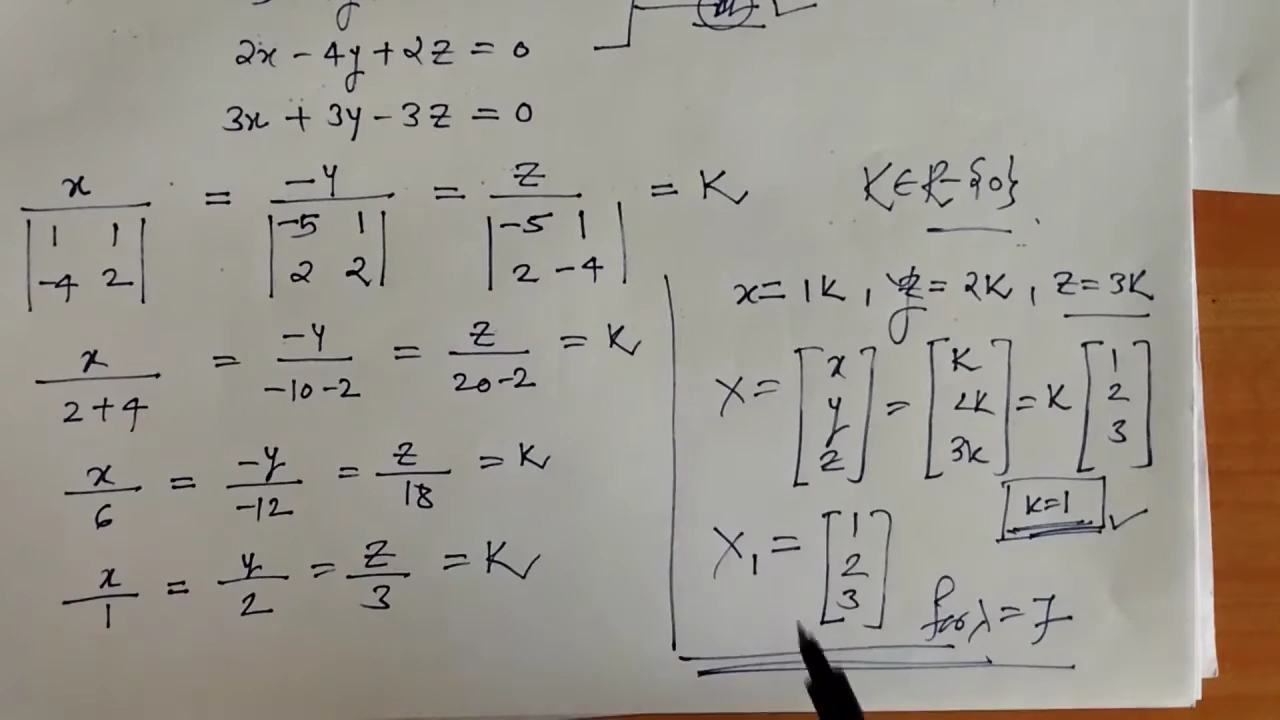 2x - 4y + 2z = 0
3x + 3y - 3z = 0
x / |1 1; -4 2| = -y / |-5 1; 2 2| = z / |-5 1; 2 -4| = K
x / 2+4 = -y / -10-2 = z / 20-2 = K
x/6 = -y/-12 = z/18 = K
x/1 = y/2 = z/3 = K
K ∈ R-{0}
x = 1K, y = 2K, z = 3K
X = [x y z] = [K 2K 3K] = K [1 2 3]
K=1
X₁ = [1 2 3] for λ = 7